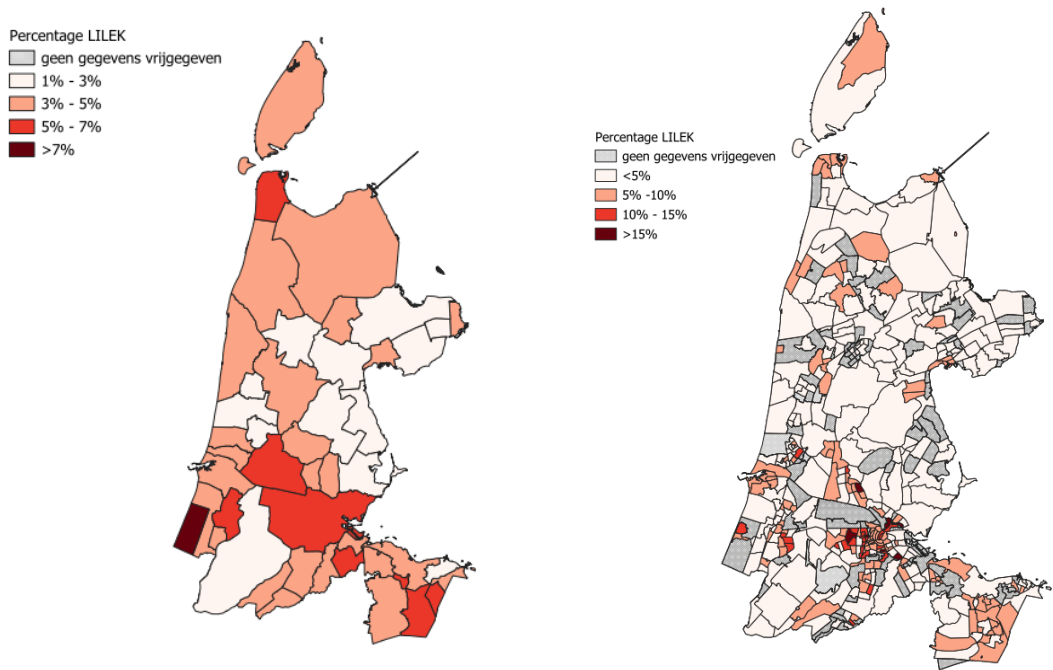 Percentage LILEK
geen gegevens vrijgegeven
1% - 3%
3% - 5%
5% - 7%
>7%
Percentage LILEK
geen gegevens vrijgegeven
<5%
5% -10%
10% - 15%
>15%